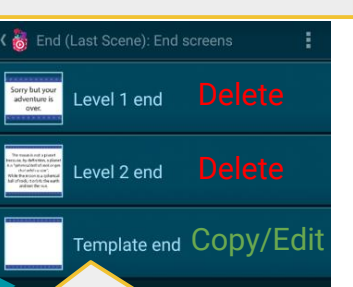 End (Last Scene): End screens
Sorry but your
adventure is
over.
Level 1 end Delete
Level 2 end Delete
Template end Copy/Edit